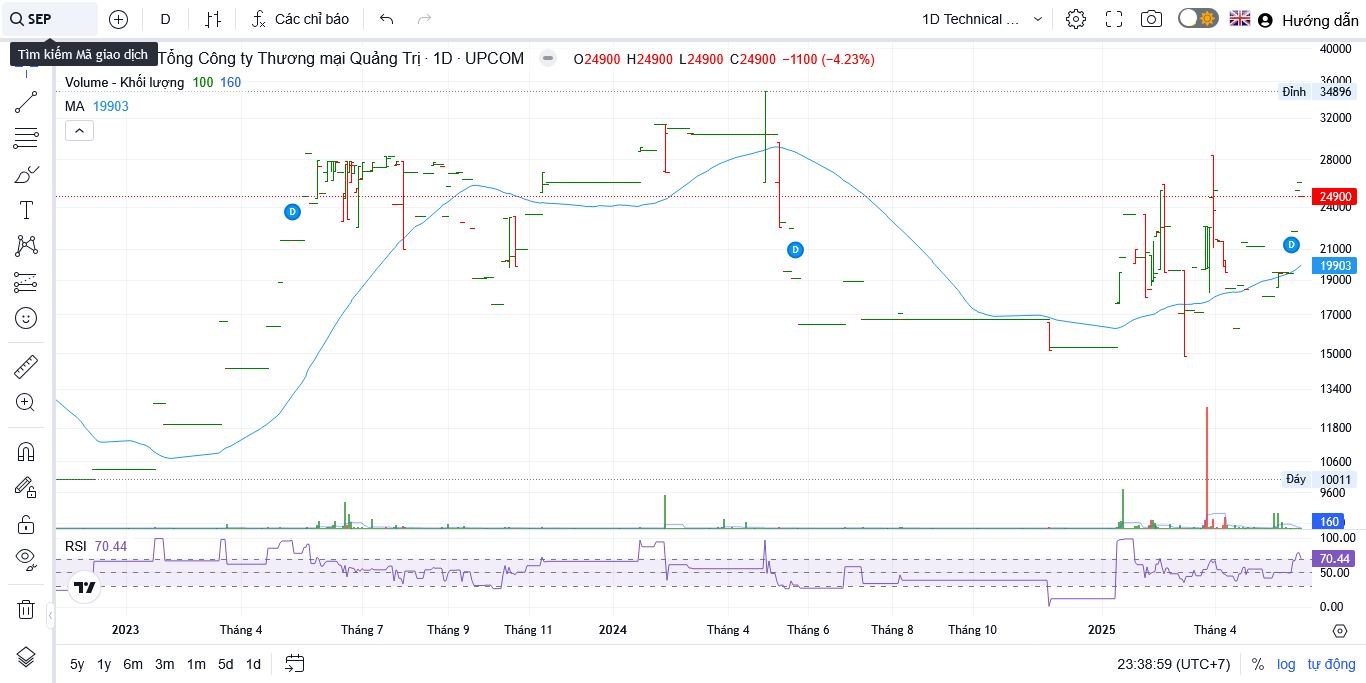 SEP D Các chỉ báo 1D Technical ... Hướng dẫn
Tìm kiếm Mã giao dịch
Tổng Công ty Thương mại Quảng Trị · 1D · UPCOM O24900 H24900 L24900 C24900 −1100 (−4.23%)
Volume - Khối lượng 100 160
MA 19903
40000
36000
Đỉnh 34896
32000
28000
24900
24000
21000
19903
19000
17000
15000
13400
11800
10600
Đáy 10011
9600
160
D
D
D
RSI 70.44
100.00
70.44
50.00
0.00
2023 Tháng 4 Tháng 7 Tháng 9 Tháng 11 2024 Tháng 4 Tháng 6 Tháng 8 Tháng 10 2025 Tháng 4
5y 1y 6m 3m 1m 5d 1d 23:38:59 (UTC+7) % log tự động